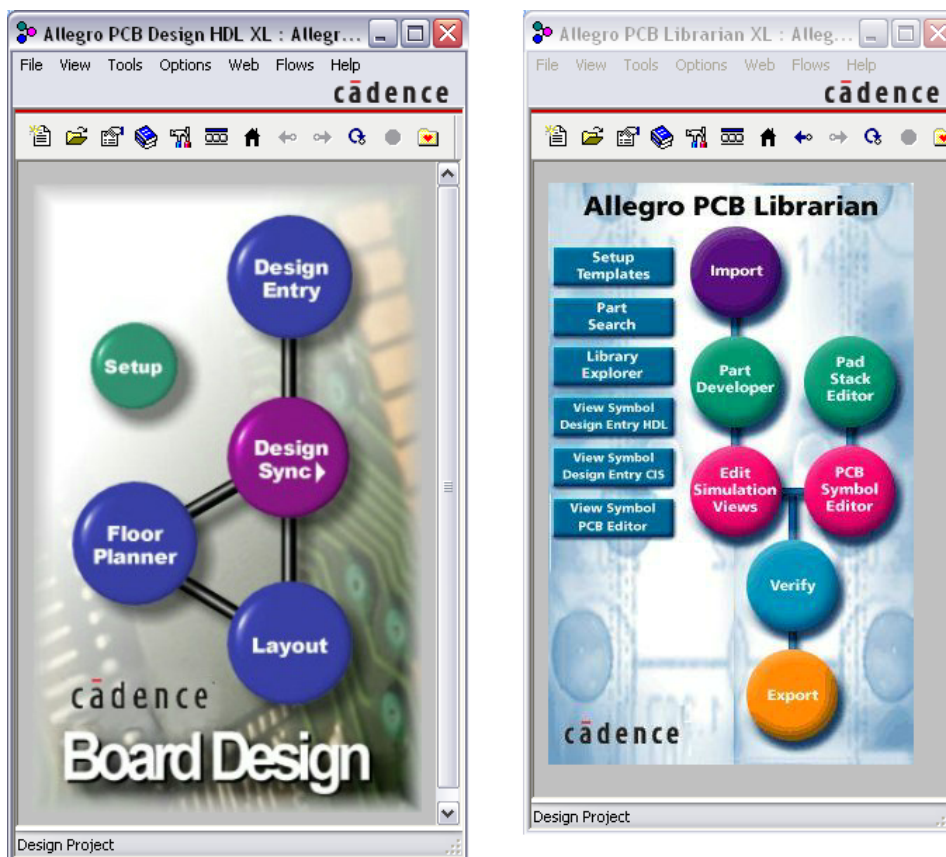 Allegro PCB Design HDL XL : Allegr...
File View Tools Options Web Flows Help
cādence
Design
Entry
Setup
Design
Sync
Floor
Planner
Layout
cādence
Board Design
Design Project
Allegro PCB Librarian XL : Alleg...
File View Tools Options Web Flows Help
cādence
Allegro PCB Librarian
Setup
Templates
Part
Search
Library
Explorer
View Symbol
Design Entry HDL
View Symbol
Design Entry CIS
View Symbol
PCB Editor
Import
Part
Developer
Pad
Stack
Editor
Edit
Simulation
Views
PCB
Symbol
Editor
Verify
Export
cādence
Design Project